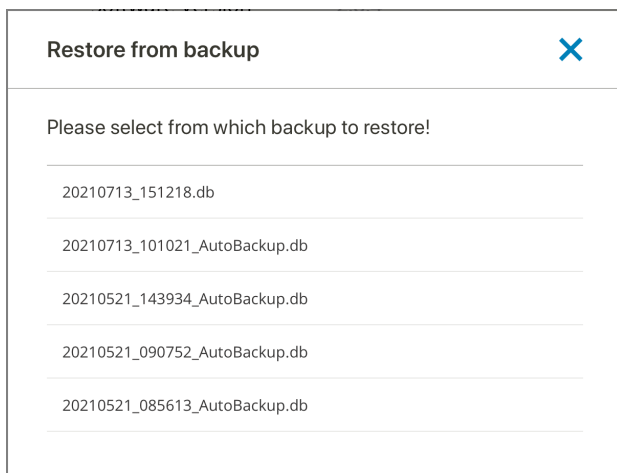 Restore from backup
Please select from which backup to restore!
20210713_151218.db
20210713_101021_AutoBackup.db
20210521_143934_AutoBackup.db
20210521_090752_AutoBackup.db
20210521_085613_AutoBackup.db